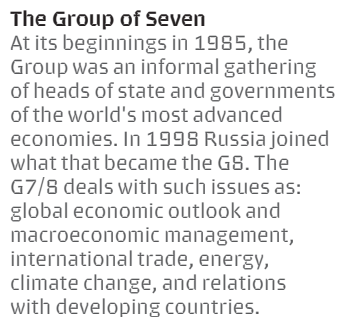 The Group of Seven
At its beginnings in 1985, the
Group was an informal gathering
of heads of state and governments
of the world's most advanced
economies. In 1998 Russia joined
what that became the G8. The
G7/8 deals with such issues as:
global economic outlook and
macroeconomic management,
international trade, energy,
climate change, and relations
with developing countries.